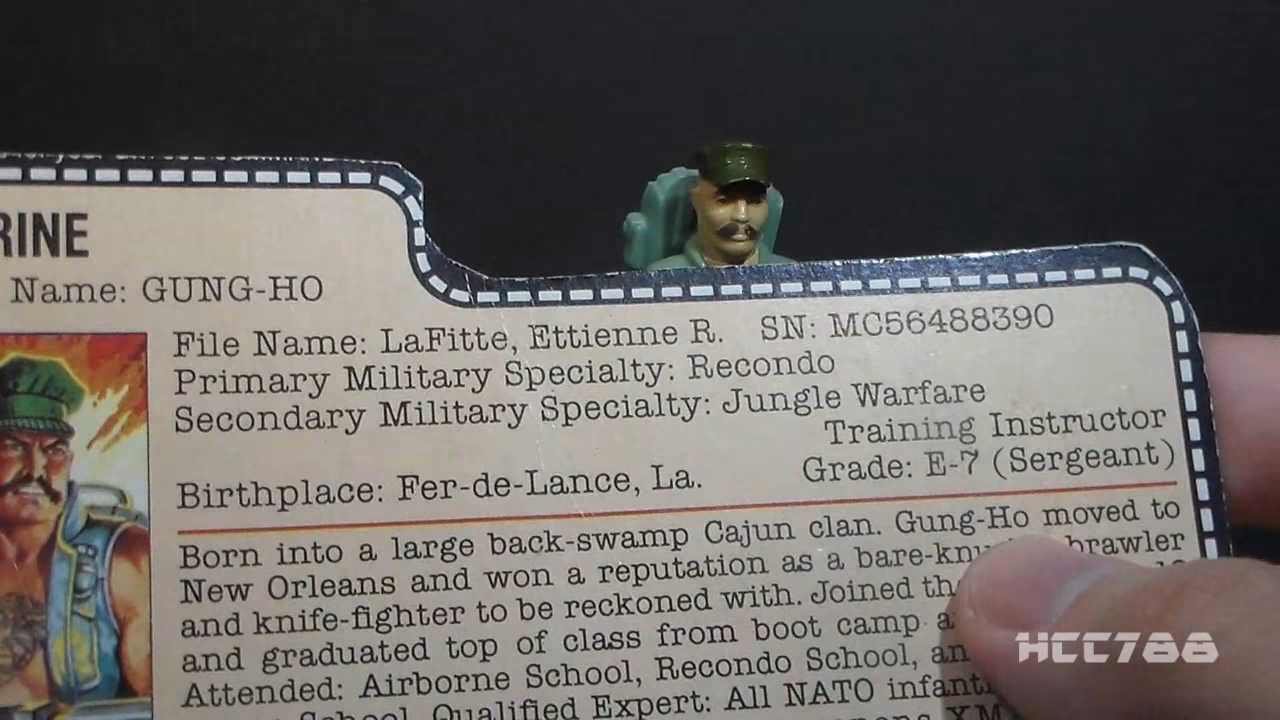 RINE
Name: GUNG-HO
File Name: LaFitte, Ettienne R. SN: MC56488390
Primary Military Specialty: Recondo
Secondary Military Specialty: Jungle Warfare
Training Instructor
Birthplace: Fer-de-Lance, La. Grade: E-7 (Sergeant)
Born into a large back-swamp Cajun clan. Gung-Ho moved to
New Orleans and won a reputation as a bare-knu brawler
and knife-fighter to be reckoned with. Joined th
and graduated top of class from boot camp a
Attended: Airborne School, Recondo School, an
School. Qualified Expert: All NATO infant
XM
HCC788